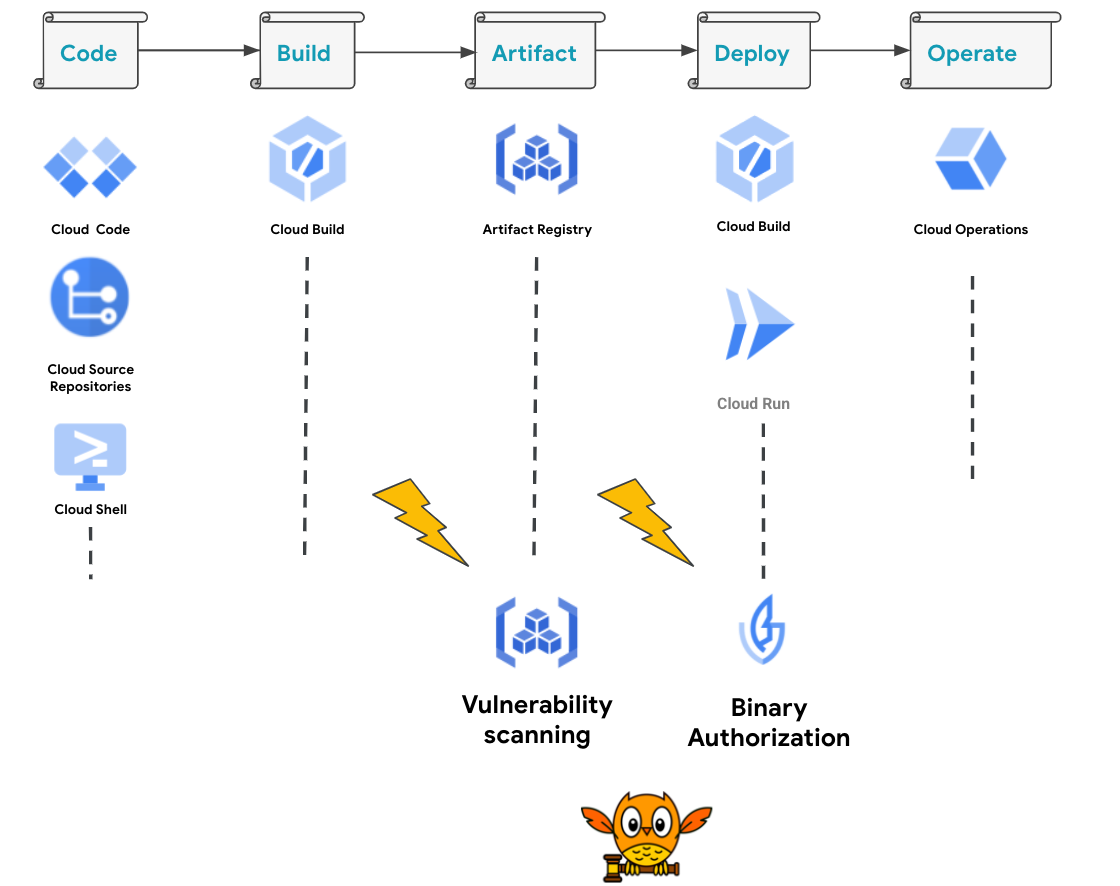 Code
Build
Artifact
Deploy
Operate
Cloud Code
Cloud Build
Artifact Registry
Cloud Build
Cloud Operations
Cloud Source
Repositories
Cloud Run
Cloud Shell
Vulnerability
scanning
Binary
Authorization